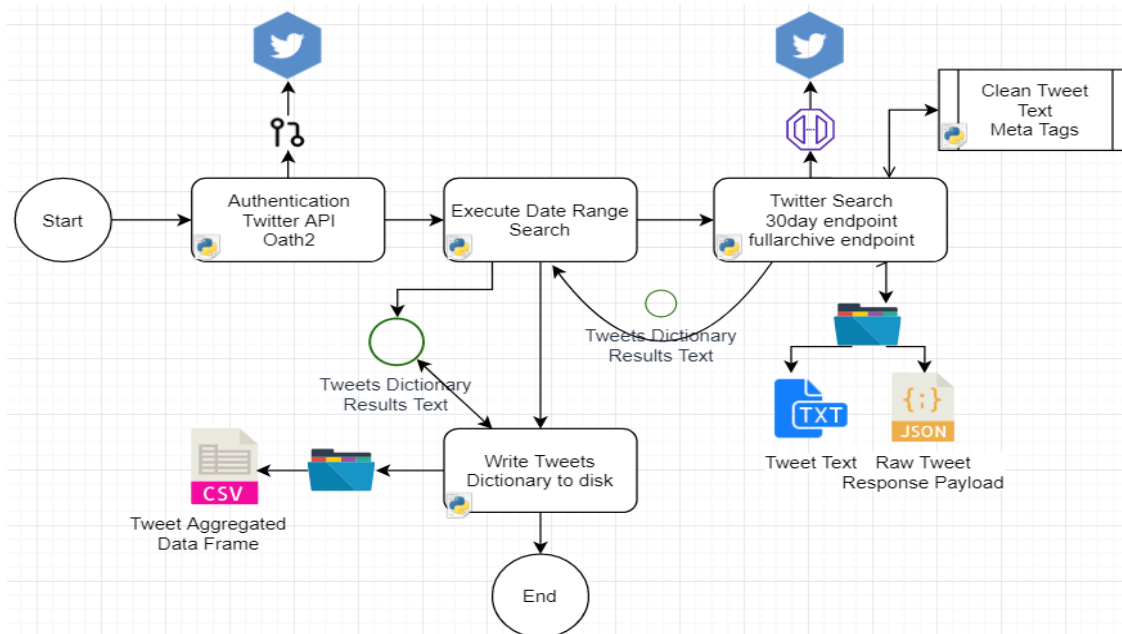 Clean Tweet
Text
Meta Tags
Start
Authentication
Twitter API
Oath2
Execute Date Range
Search
Twitter Search
30day endpoint
fullarchive endpoint
Tweets Dictionary
Results Text
Tweets Dictionary
Results Text
TXT
{;}
JSON
Tweet Text
Raw Tweet
Response Payload
Write Tweets
Dictionary to disk
CSV
Tweet Aggregated
Data Frame
End